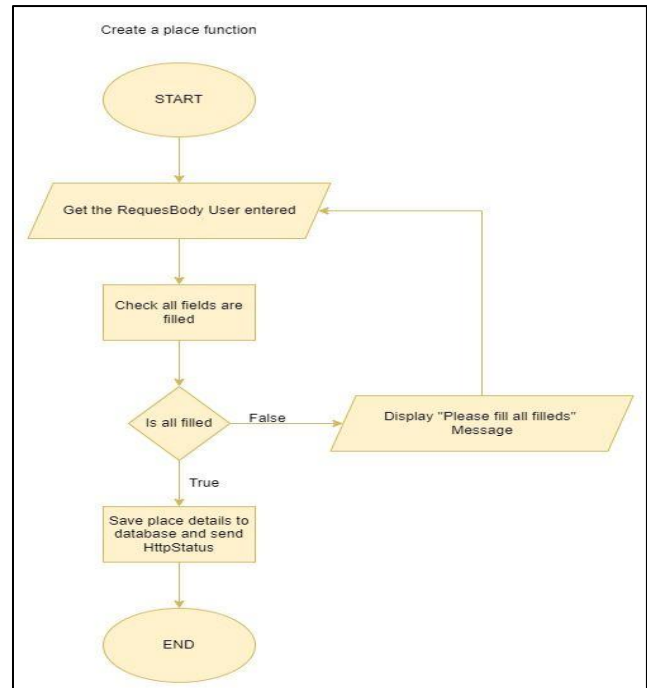 Create a place function
START
Get the RequesBody User entered
Check all fields are
filled
Is all filled
False
Display "Please fill all filleds"
Message
True
Save place details to
database and send
HttpStatus
END